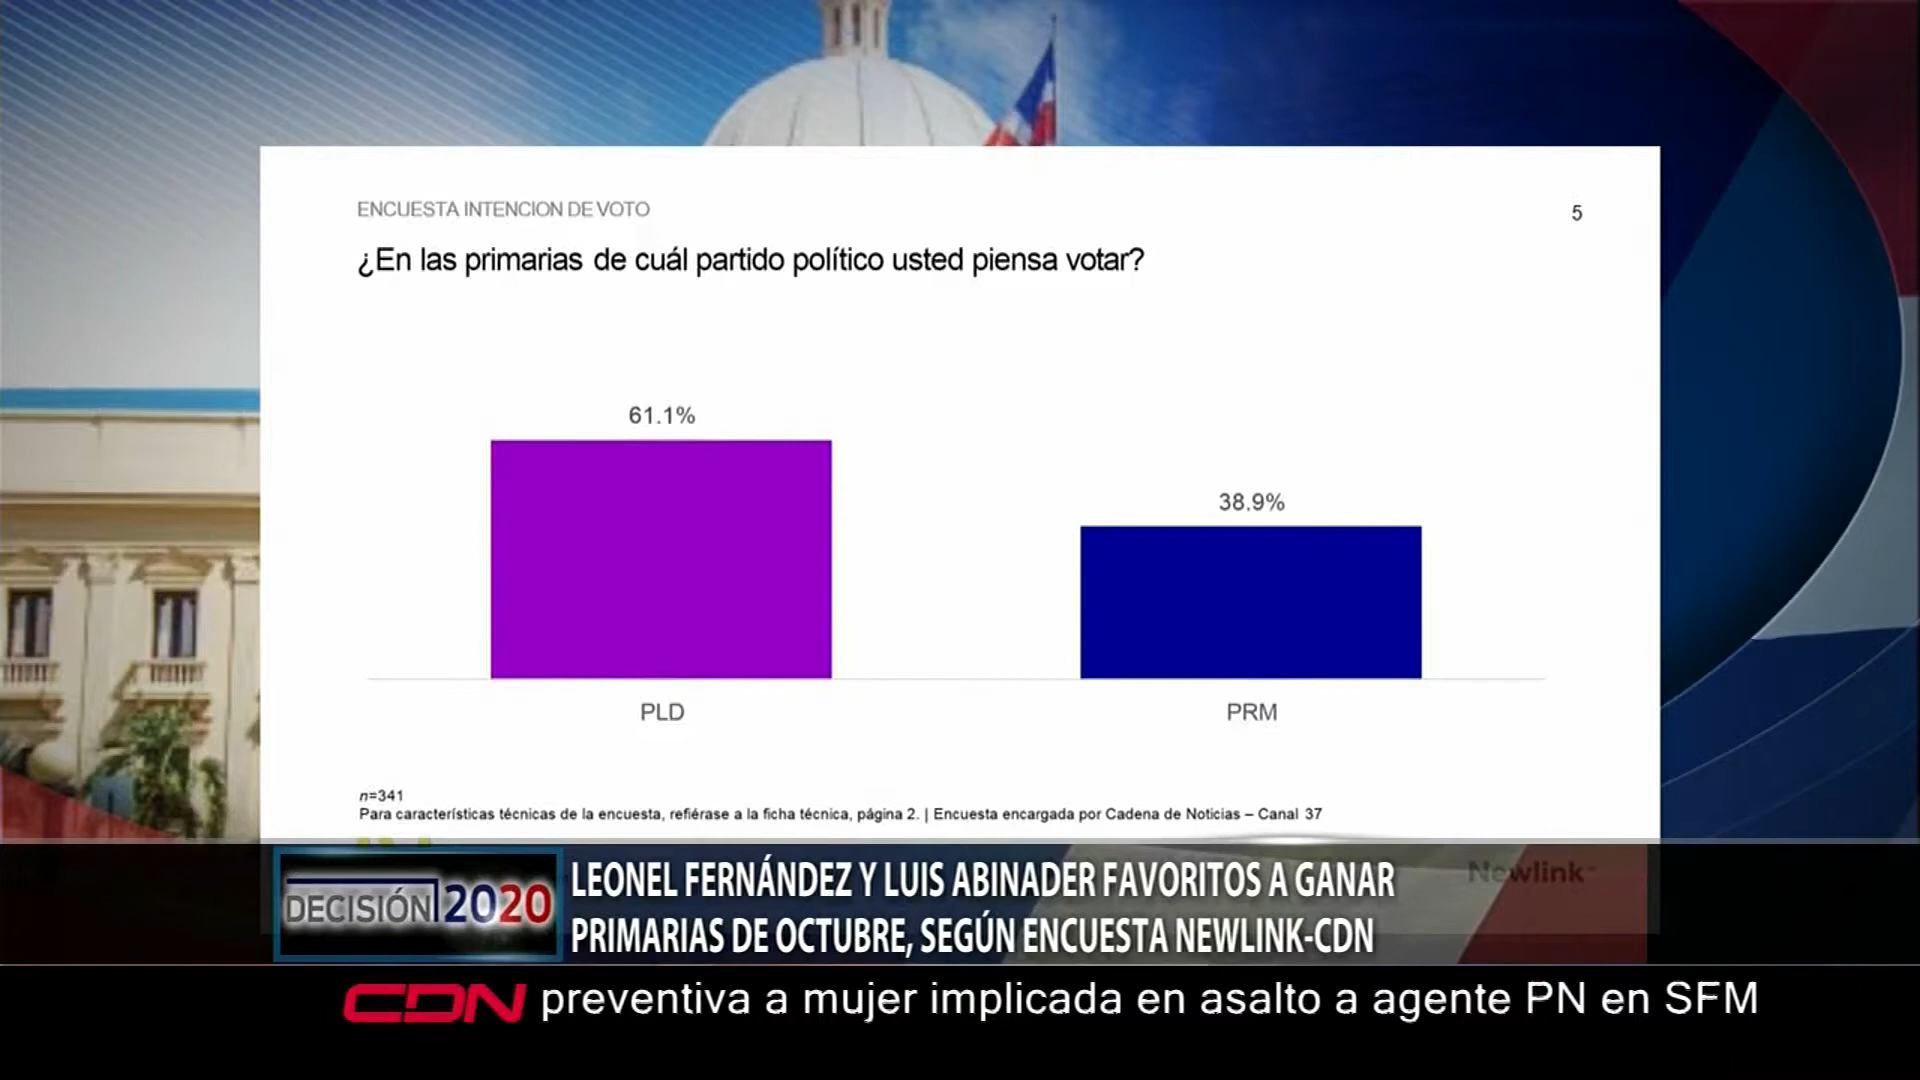 ENCUESTA INTENCION DE VOTO
5
¿En las primarias de cuál partido político usted piensa votar?
61.1%
38.9%
PLD
PRM
n=341
Para características técnicas de la encuesta, refiérase a la ficha técnica, página 2. | Encuesta encargada por Cadena de Noticias – Canal 37
Newlink
DECISIÓN 2020
LEONEL FERNÁNDEZ Y LUIS ABINADER FAVORITOS A GANAR
PRIMARIAS DE OCTUBRE, SEGÚN ENCUESTA NEWLINK-CDN
CDN preventiva a mujer implicada en asalto a agente PN en SFM